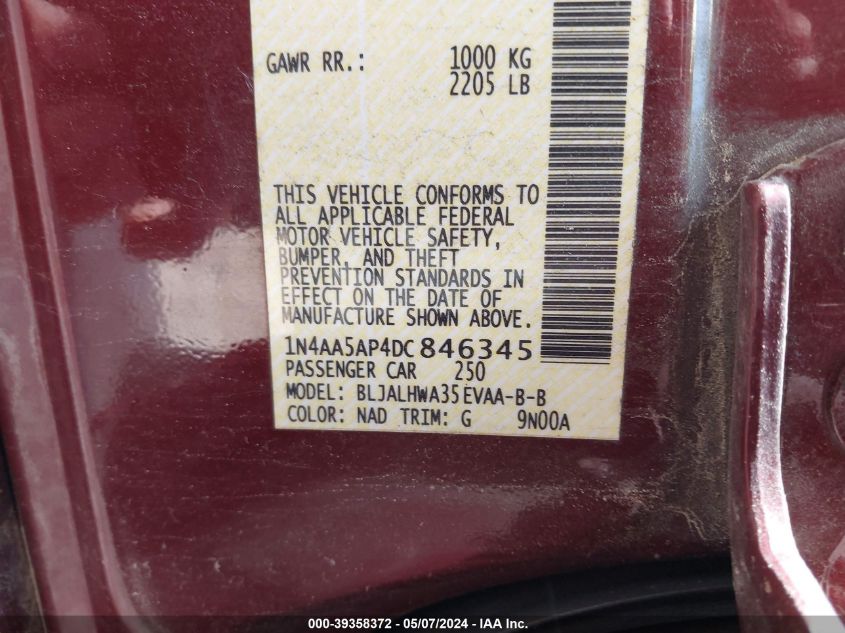 GAWR RR.: 1000 KG
2205 LB
THIS VEHICLE CONFORMS TO
ALL APPLICABLE FEDERAL
MOTOR VEHICLE SAFETY,
BUMPER, AND THEFT
PREVENTION STANDARDS IN
EFFECT ON THE DATE OF
MANUFACTURE SHOWN ABOVE.
1N4AA5AP4DC846345
PASSENGER CAR 250
MODEL: BLJALHWA35EVAA-B-B
COLOR: NAD TRIM: G 9N00A
000-39358372 - 05/07/2024 - IAA Inc.